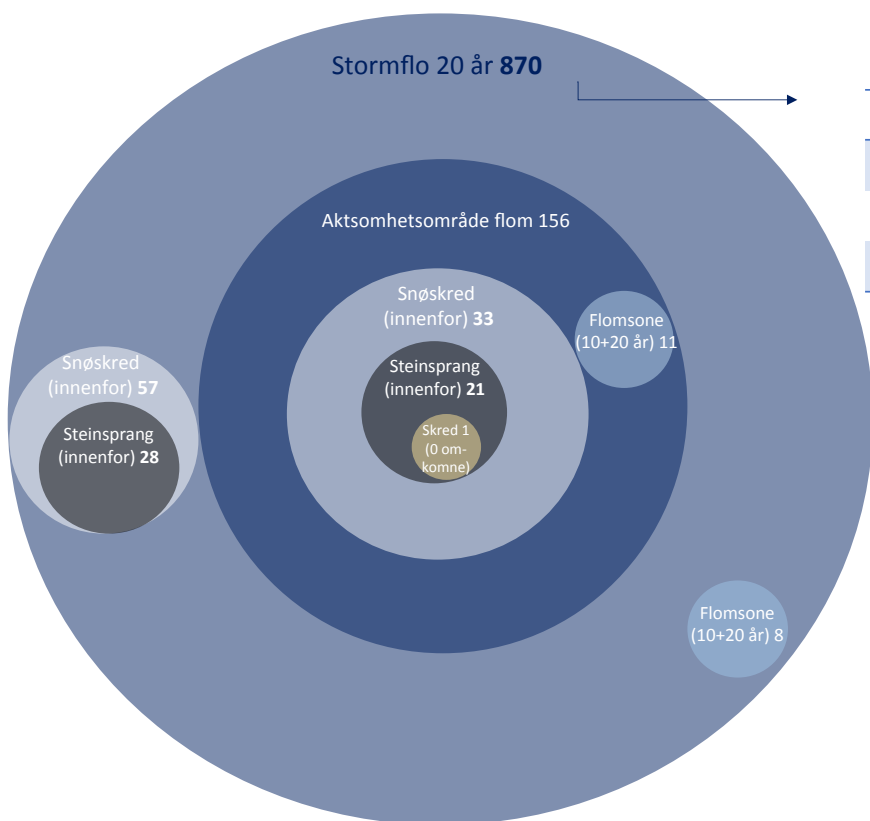 Stormflo 20 år 870
Aktsomhetsområde flom 156
Snøskred
(innenfor) 33
Flomsone
(10+20 år) 11
Steinsprang
(innenfor) 21
Skred 1
(0 om-
komne)
Snøskred
(innenfor) 57
Steinsprang
(innenfor) 28
Flomsone
(10+20 år) 8